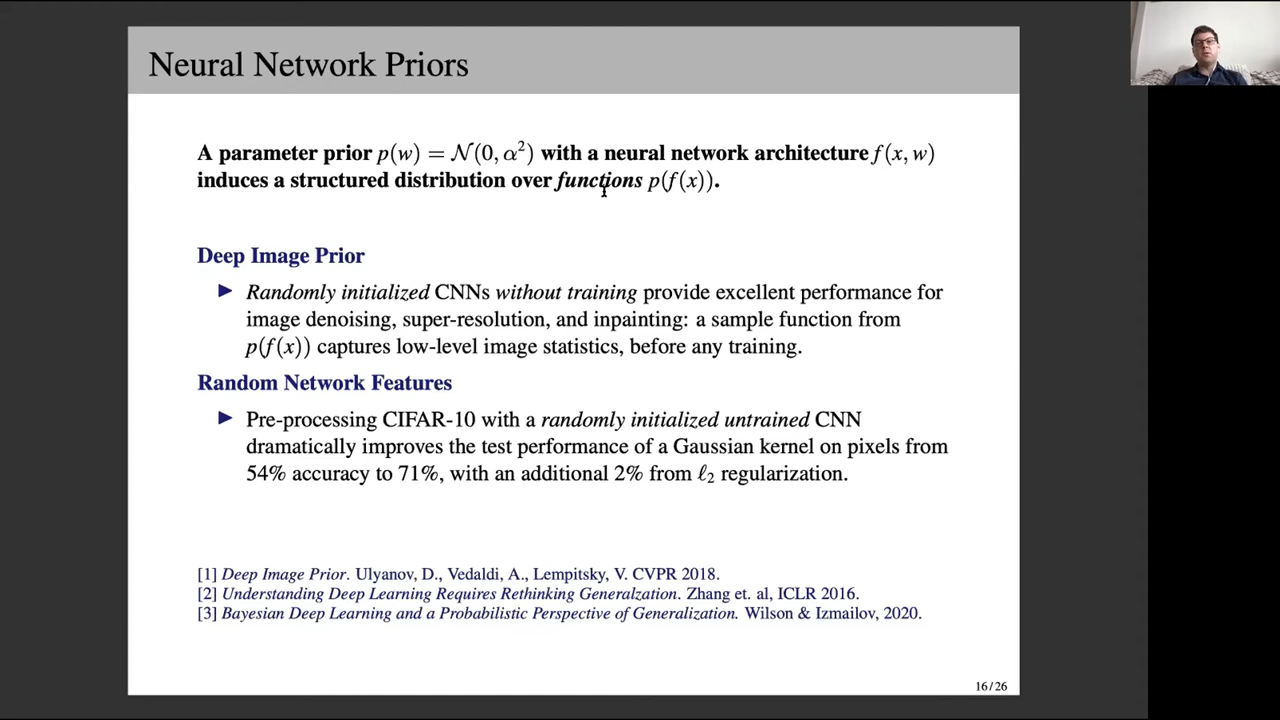 Neural Network Priors
A parameter prior p(w) = 𝒩(0, α²) with a neural network architecture f(x, w)
induces a structured distribution over functions p(f(x)).
Deep Image Prior
▶ Randomly initialized CNNs without training provide excellent performance for
image denoising, super-resolution, and inpainting: a sample function from
p(f(x)) captures low-level image statistics, before any training.
Random Network Features
▶ Pre-processing CIFAR-10 with a randomly initialized untrained CNN
dramatically improves the test performance of a Gaussian kernel on pixels from
54% accuracy to 71%, with an additional 2% from ℓ₂ regularization.
[1] Deep Image Prior. Ulyanov, D., Vedaldi, A., Lempitsky, V. CVPR 2018.
[2] Understanding Deep Learning Requires Rethinking Generalzation. Zhang et. al, ICLR 2016.
[3] Bayesian Deep Learning and a Probabilistic Perspective of Generalization. Wilson & Izmailov, 2020.
16 / 26